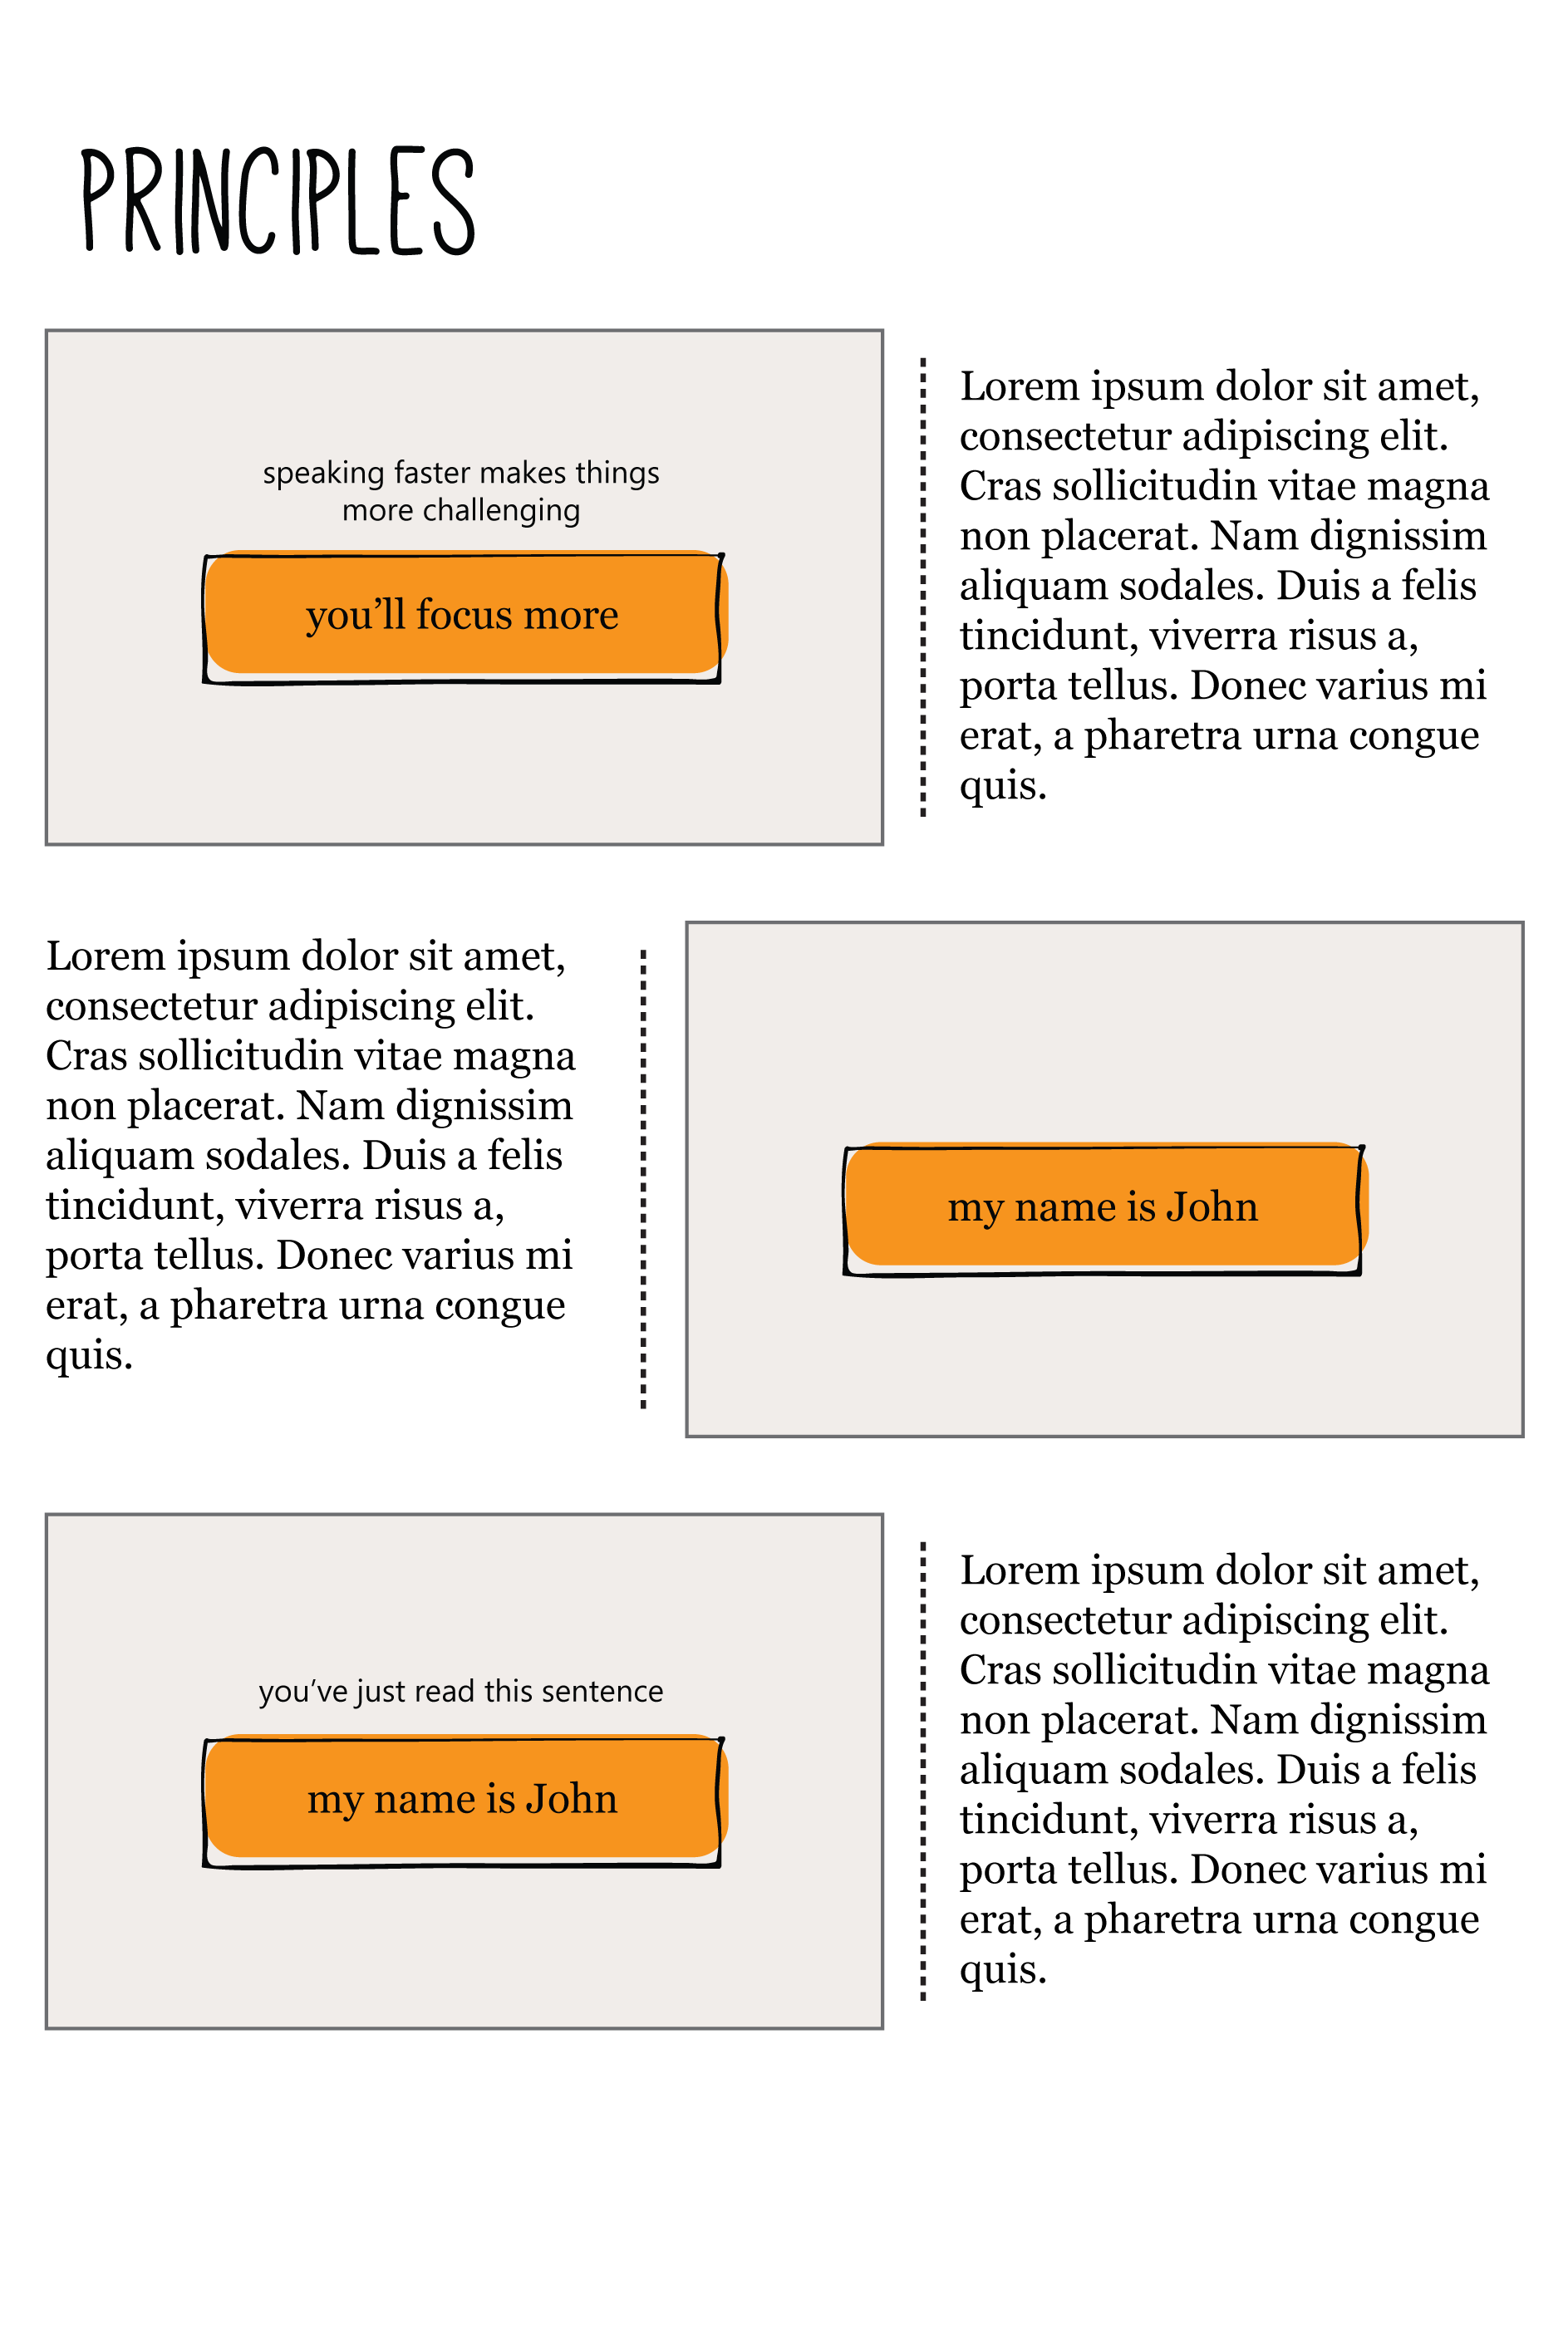 PRINCIPLES
speaking faster makes things
more challenging
you’ll focus more
Lorem ipsum dolor sit amet,
consectetur adipiscing elit.
Cras sollicitudin vitae magna
non placerat. Nam dignissim
aliquam sodales. Duis a felis
tincidunt, viverra risus a,
porta tellus. Donec varius mi
erat, a pharetra urna congue
quis.
Lorem ipsum dolor sit amet,
consectetur adipiscing elit.
Cras sollicitudin vitae magna
non placerat. Nam dignissim
aliquam sodales. Duis a felis
tincidunt, viverra risus a,
porta tellus. Donec varius mi
erat, a pharetra urna congue
quis.
my name is John
you’ve just read this sentence
my name is John
Lorem ipsum dolor sit amet,
consectetur adipiscing elit.
Cras sollicitudin vitae magna
non placerat. Nam dignissim
aliquam sodales. Duis a felis
tincidunt, viverra risus a,
porta tellus. Donec varius mi
erat, a pharetra urna congue
quis.